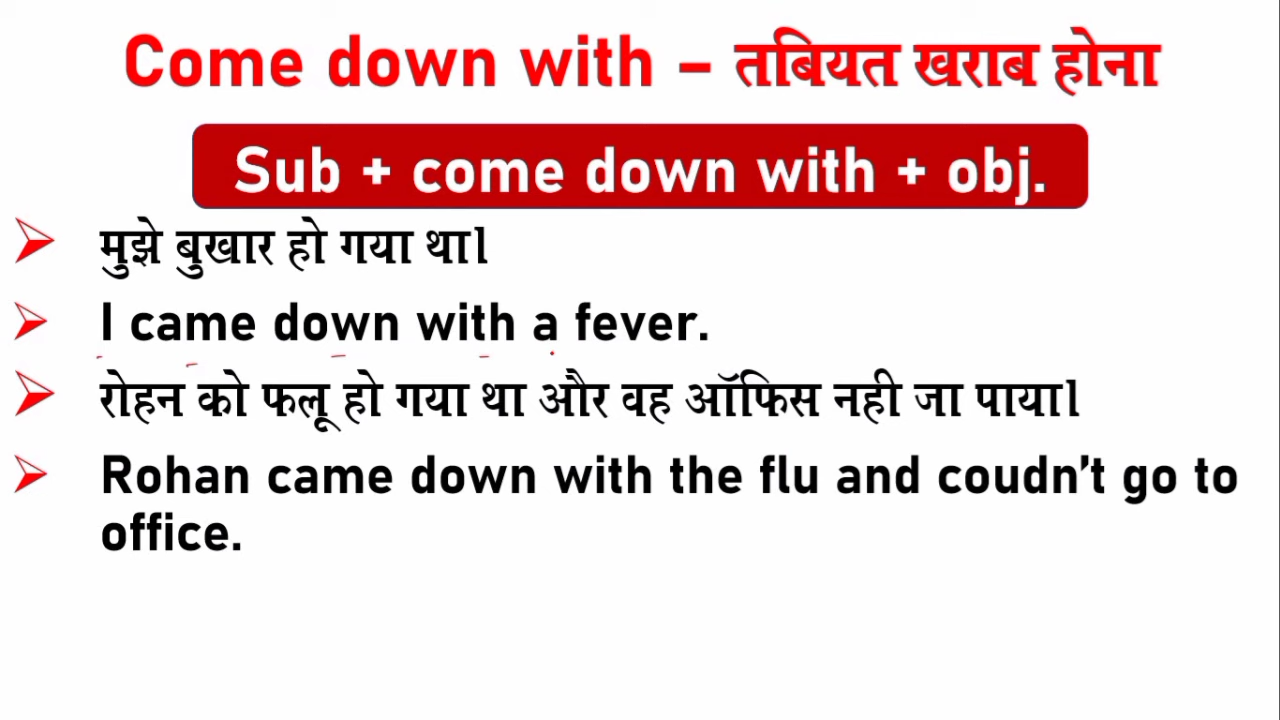 Come down with – तबियत खराब होना
Sub + come down with + obj.
मुझे बुखार हो गया था।
I came down with a fever.
रोहन को फलू हो गया था और वह ऑफिस नही जा पाया।
Rohan came down with the flu and coudn't go to
office.